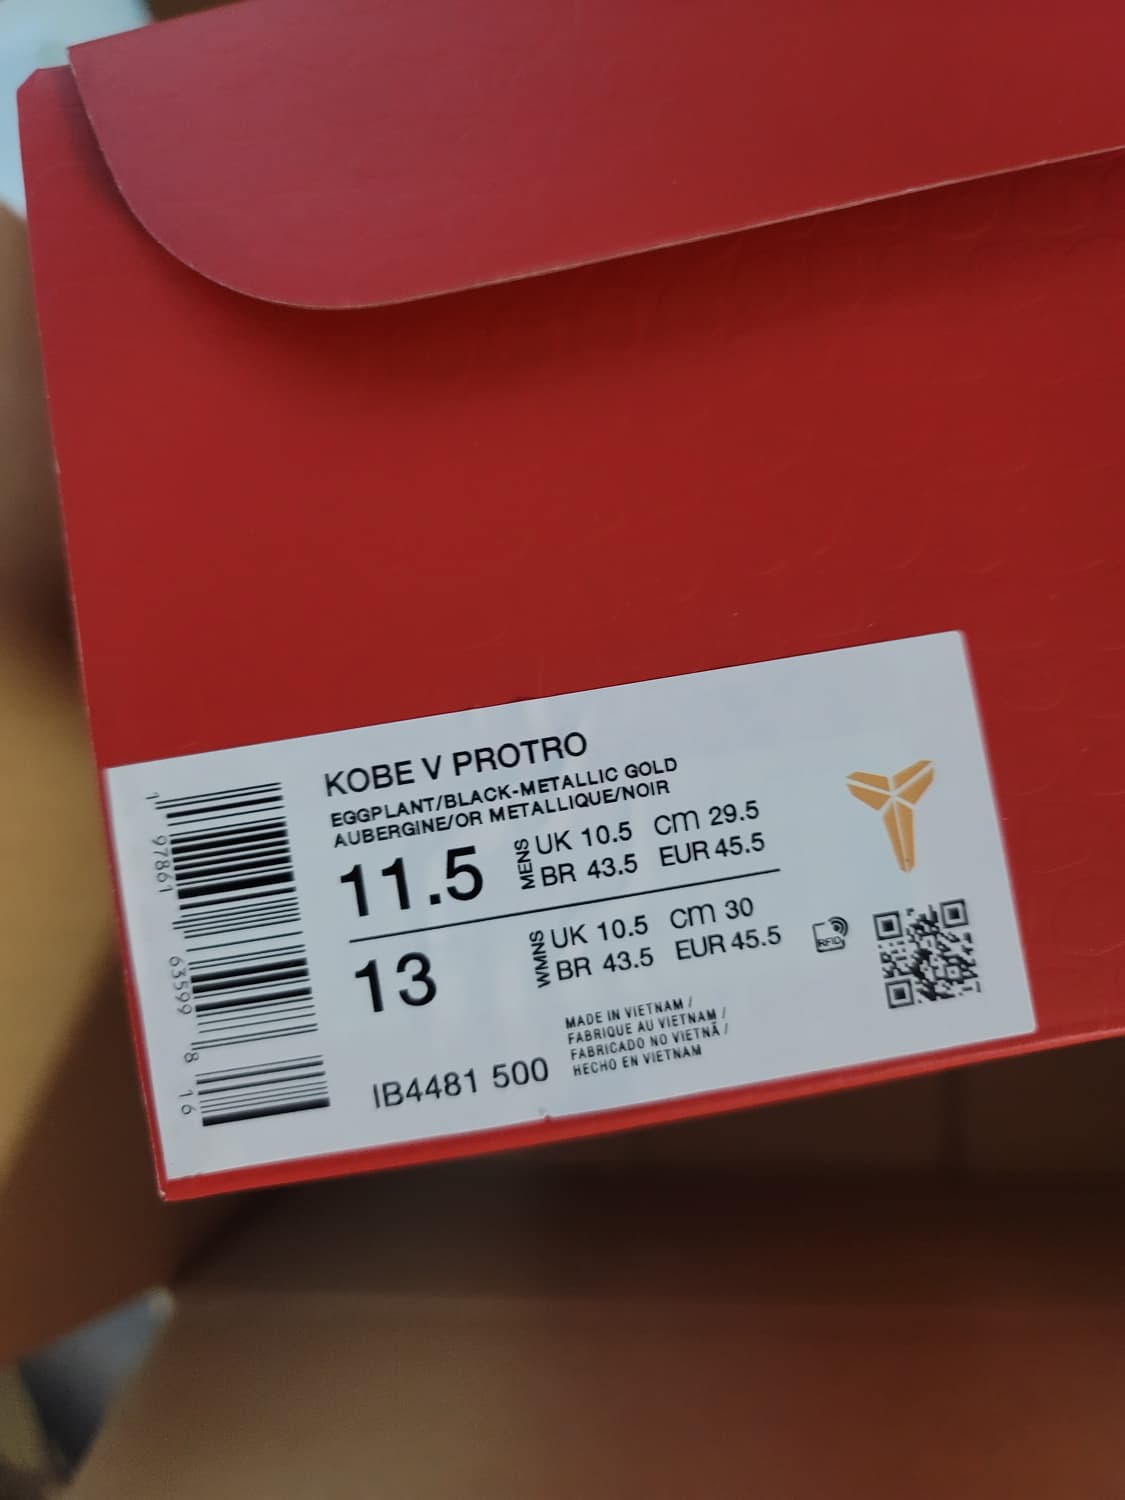 KOBE V PROTRO
EGGPLANT/BLACK-METALLIC GOLD
AUBERGINE/OR METALLIQUE/NOIR
11.5 MENS UK 10.5 cm 29.5
BR 43.5 EUR 45.5
13 WMNS UK 10.5 cm 30
BR 43.5 EUR 45.5
RFID
MADE IN VIETNAM /
FABRIQUE AU VIETNAM /
FABRICADO NO VIETNÃ /
HECHO EN VIETNAM
IB4481 500
1 97861 63599 8 16